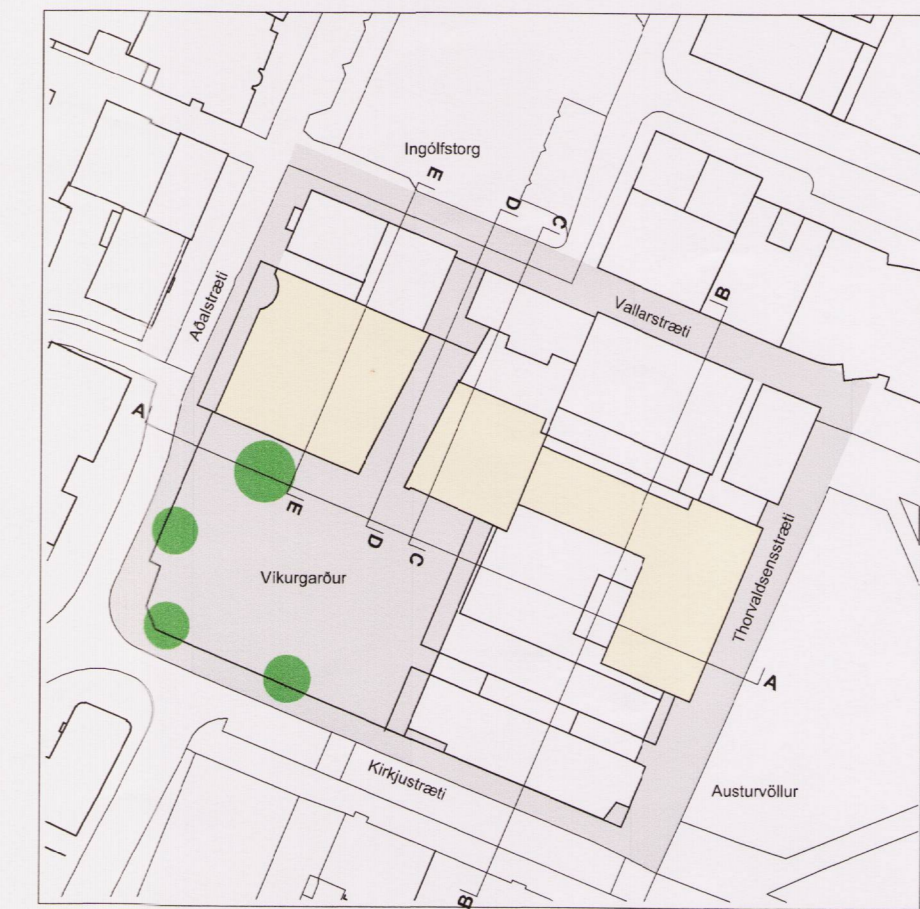 Ingólfstorg
E
D
C
B
Vallarstræti
Aðalstræti
A
E
D
C
Víkurgarður
Thorvaldsensstræti
A
Kirkjustræti
Austurvöllur
B